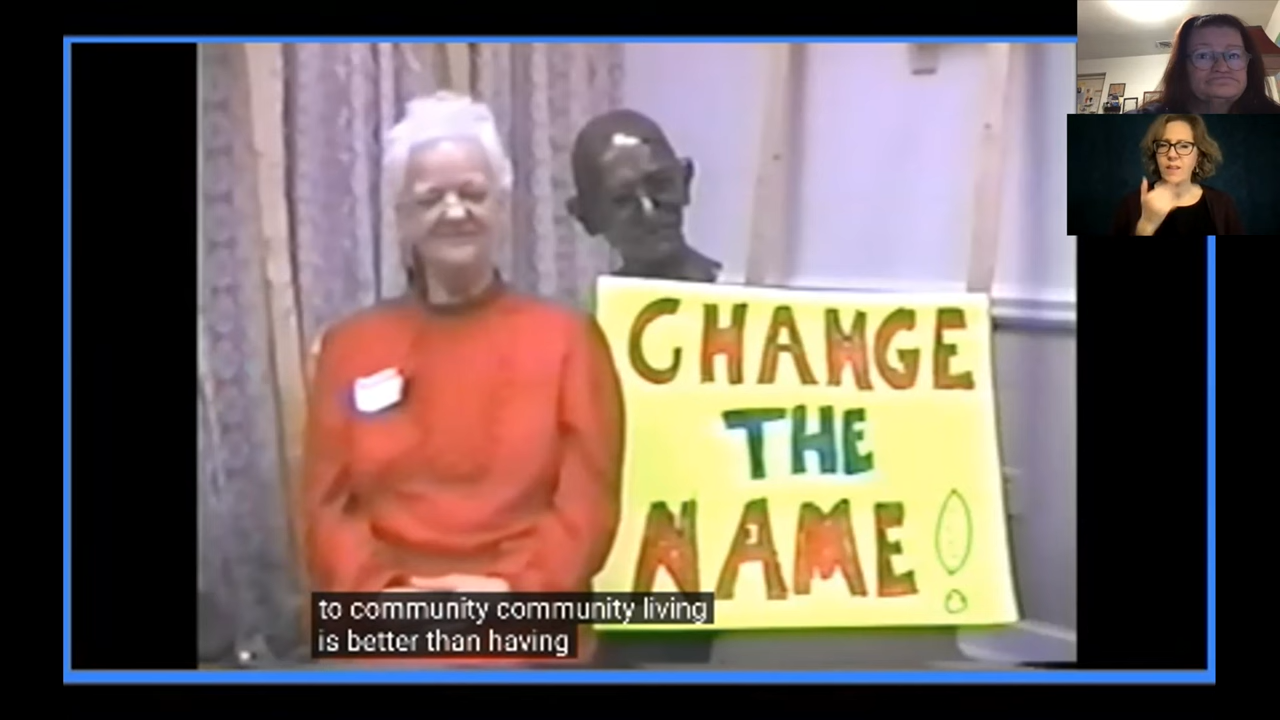 CHANGE
THE
NAME!
to community community living
is better than having